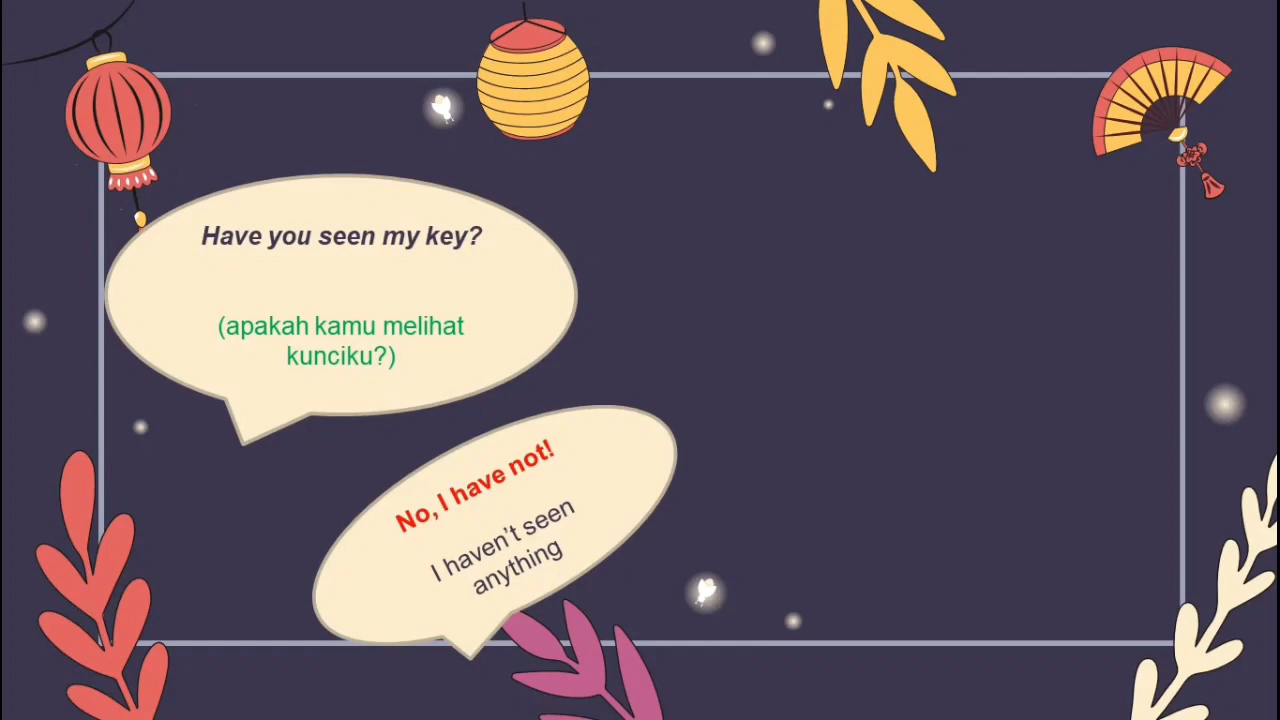 Have you seen my key?
(apakah kamu melihat
kunciku?)
No, I have not!
I haven't seen
anything